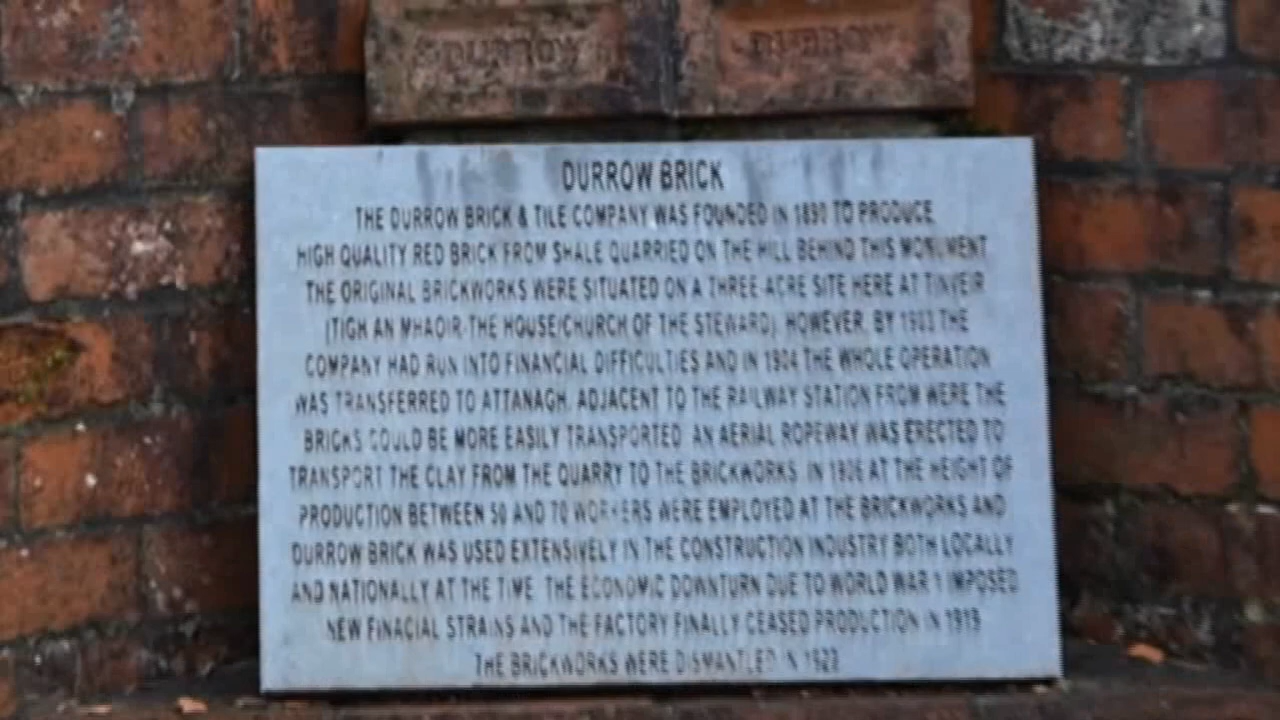 DURROW DURROW
DURROW BRICK
THE DURROW BRICK & TILE COMPANY WAS FOUNDED IN 1890 TO PRODUCE
HIGH QUALITY RED BRICK FROM SHALE QUARRIED ON THE HILL BEHIND THIS MONUMENT
THE ORIGINAL BRICKWORKS WERE SITUATED ON A THREE-ACRE SITE HERE AT TINVEIR
(TIGH AN MHAOIR-THE HOUSE/CHURCH OF THE STEWARD). HOWEVER, BY 1903 THE
COMPANY HAD RUN INTO FINANCIAL DIFFICULTIES AND IN 1904 THE WHOLE OPERATION
WAS TRANSFERRED TO ATTANAGH, ADJACENT TO THE RAILWAY STATION FROM WERE THE
BRICKS COULD BE MORE EASILY TRANSPORTED. AN AERIAL ROPEWAY WAS ERECTED TO
TRANSPORT THE CLAY FROM THE QUARRY TO THE BRICKWORKS. IN 1906 AT THE HEIGHT OF
PRODUCTION BETWEEN 50 AND 70 WORKERS WERE EMPLOYED AT THE BRICKWORKS AND
DURROW BRICK WAS USED EXTENSIVELY IN THE CONSTRUCTION INDUSTRY BOTH LOCALLY
AND NATIONALLY AT THE TIME. THE ECONOMIC DOWNTURN DUE TO WORLD WAR 1 IMPOSED
NEW FINACIAL STRAINS AND THE FACTORY FINALLY CEASED PRODUCTION IN 1919
THE BRICKWORKS WERE DISMANTLED IN